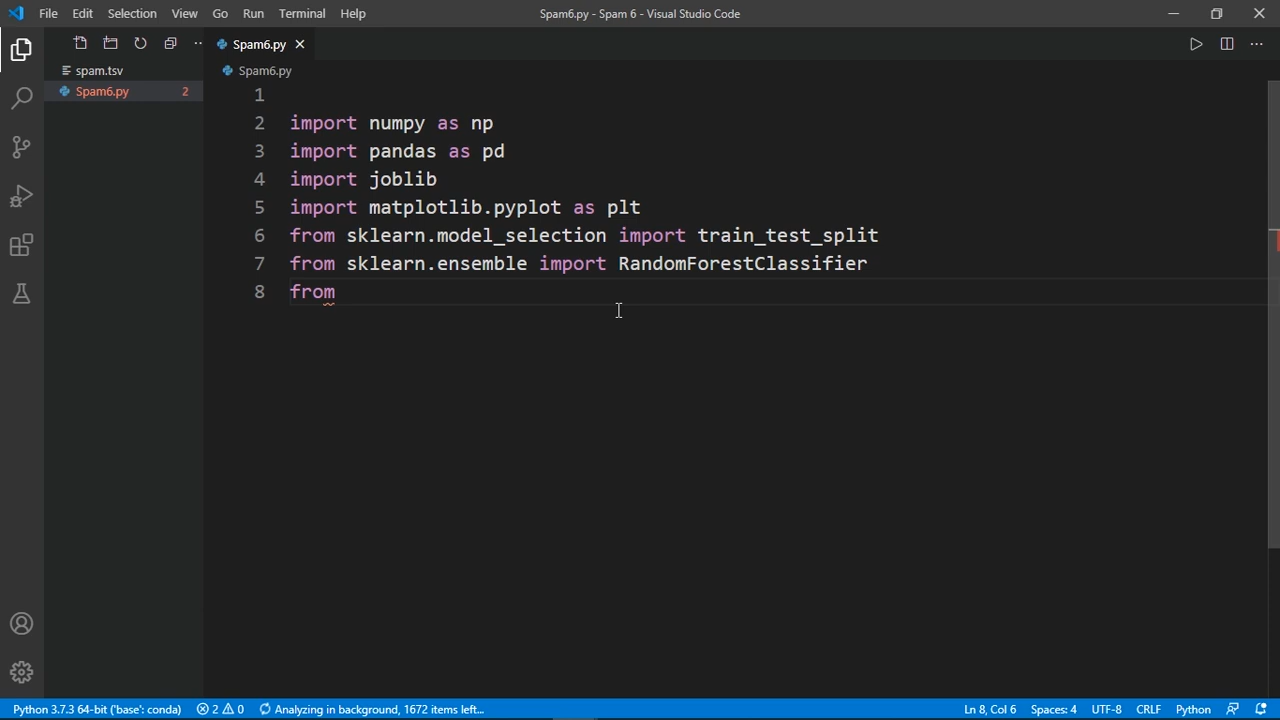 File Edit Selection View Go Run Terminal Help
Spam6.py - Spam 6 - Visual Studio Code
spam.tsv
Spam6.py 2
Spam6.py
Spam6.py
1
2 import numpy as np
3 import pandas as pd
4 import joblib
5 import matplotlib.pyplot as plt
6 from sklearn.model_selection import train_test_split
7 from sklearn.ensemble import RandomForestClassifier
8 from
Python 3.7.3 64-bit ('base': conda) 2 0 Analyzing in background, 1672 items left... Ln 8, Col 6 Spaces: 4 UTF-8 CRLF Python